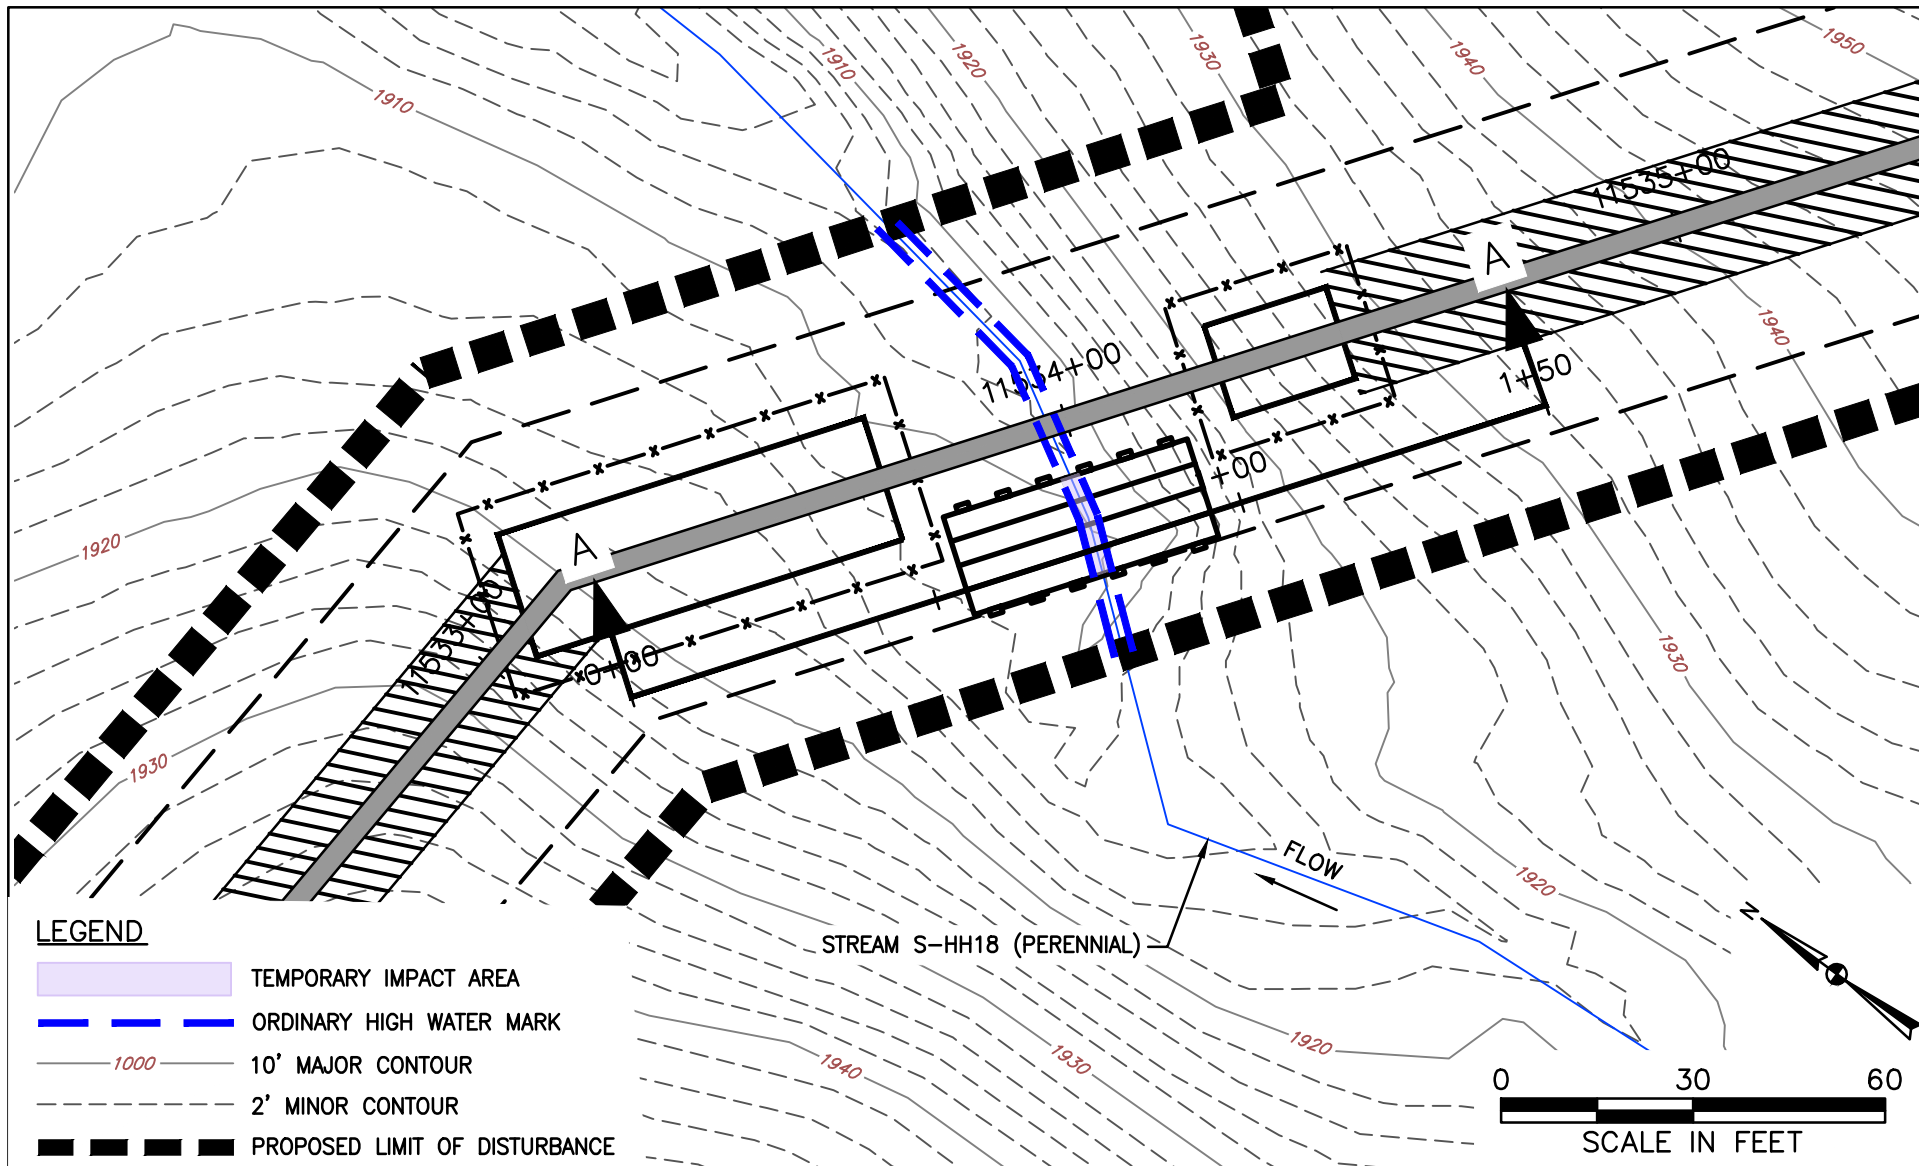 1910
1920
1930
1940
1950
1910
11535+00
A
1940
11534+00
1+50
+00
1920
A
11533+00
0+00
1930
1930
FLOW
1920
STREAM S-HH18 (PERENNIAL)
N
1920
1930
1940
LEGEND
TEMPORARY IMPACT AREA
ORDINARY HIGH WATER MARK
1000
10' MAJOR CONTOUR
2' MINOR CONTOUR
PROPOSED LIMIT OF DISTURBANCE
0 30 60
SCALE IN FEET